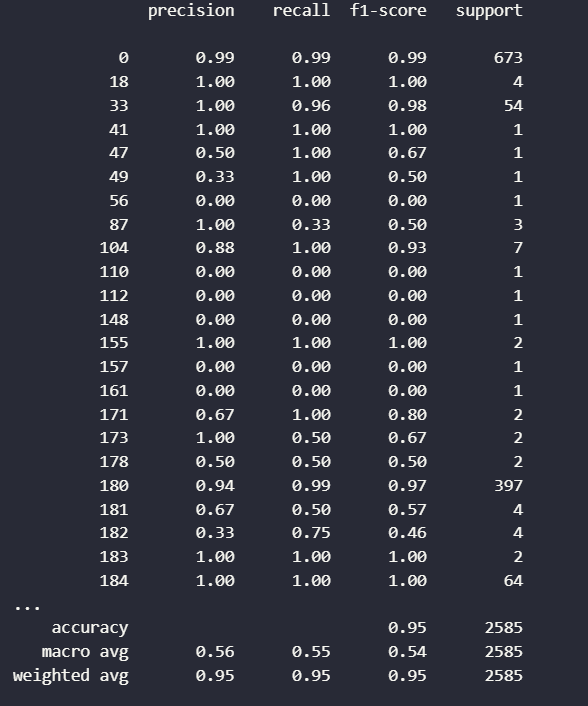 precision recall f1-score support
0 0.99 0.99 0.99 673
18 1.00 1.00 1.00 4
33 1.00 0.96 0.98 54
41 1.00 1.00 1.00 1
47 0.50 1.00 0.67 1
49 0.33 1.00 0.50 1
56 0.00 0.00 0.00 1
87 1.00 0.33 0.50 3
104 0.88 1.00 0.93 7
110 0.00 0.00 0.00 1
112 0.00 0.00 0.00 1
148 0.00 0.00 0.00 1
155 1.00 1.00 1.00 2
157 0.00 0.00 0.00 1
161 0.00 0.00 0.00 1
171 0.67 1.00 0.80 2
173 1.00 0.50 0.67 2
178 0.50 0.50 0.50 2
180 0.94 0.99 0.97 397
181 0.67 0.50 0.57 4
182 0.33 0.75 0.46 4
183 1.00 1.00 1.00 2
184 1.00 1.00 1.00 64
...
accuracy 0.95 2585
macro avg 0.56 0.55 0.54 2585
weighted avg 0.95 0.95 0.95 2585